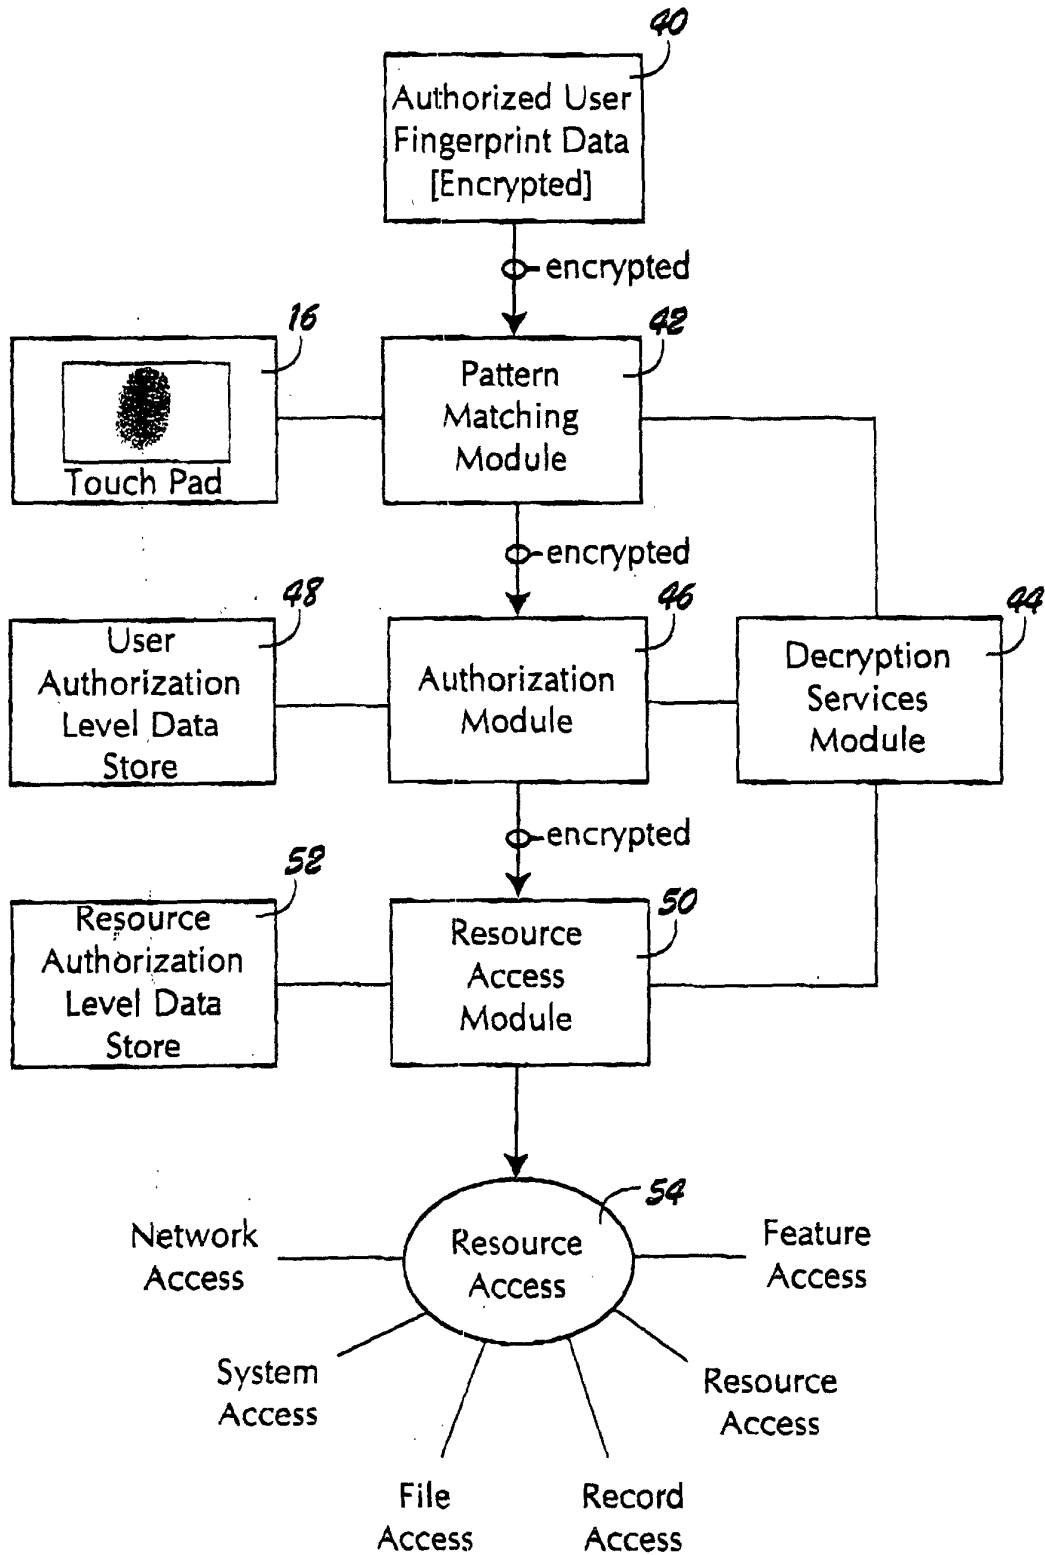 40
Authorized User
Fingerprint Data
[Encrypted]
encrypted
16
Touch Pad
42
Pattern
Matching
Module
encrypted
48
User
Authorization
Level Data
Store
46
Authorization
Module
44
Decryption
Services
Module
encrypted
52
Resource
Authorization
Level Data
Store
50
Resource
Access
Module
54
Resource
Access
Network
Access
System
Access
File
Access
Record
Access
Resource
Access
Feature
Access